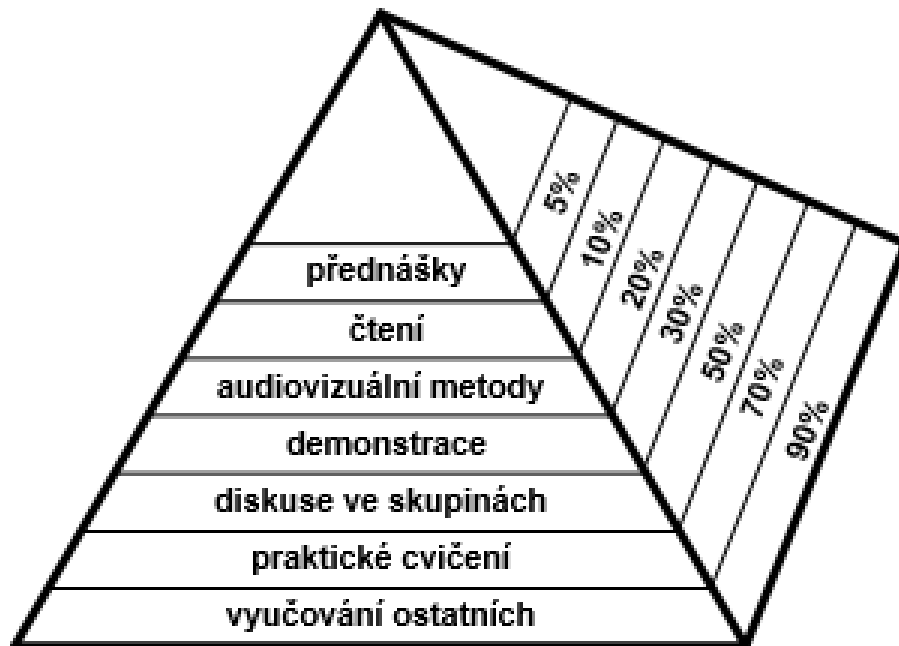 přednášky
čtení
audiovizuální metody
demonstrace
diskuse ve skupinách
praktické cvičení
vyučování ostatních
5%
10%
20%
30%
50%
70%
90%